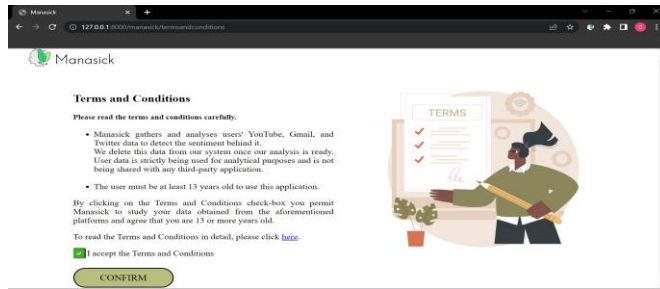 Manasick
127.0.0.1:8000/manasick/termsandconditions
Manasick
Terms and Conditions
Please read the terms and conditions carefully.
• Manasick gathers and analyses users' YouTube, Gmail, and
Twitter data to detect the sentiment behind it.
We delete this data from our system once our analysis is ready.
User data is strictly being used for analytical purposes and is not
being shared with any third-party application.
• The user must be at least 13 years old to use this application.
By clicking on the Terms and Conditions check-box you permit
Manasick to study your data obtained from the aforementioned
platforms and agree that you are 13 or more years old.
To read the Terms and Conditions in detail, please click here.
I accept the Terms and Conditions
CONFIRM
TERMS